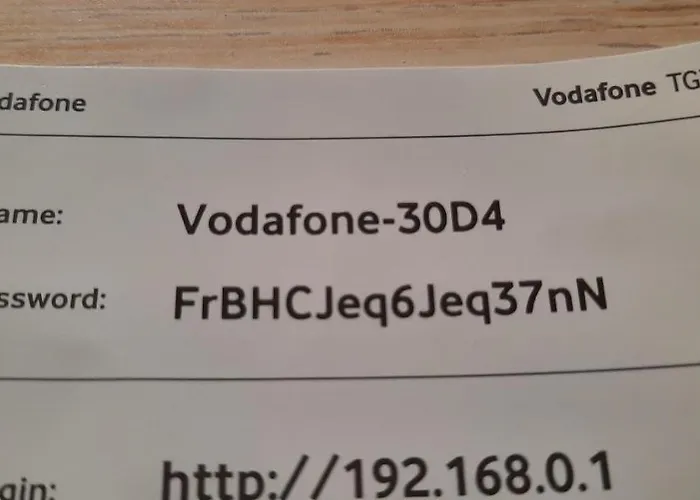 dafone Vodafone TG
ame: Vodafone-30D4
ssword: FrBHCJeq6Jeq37nN
gin: http://192.168.0.1